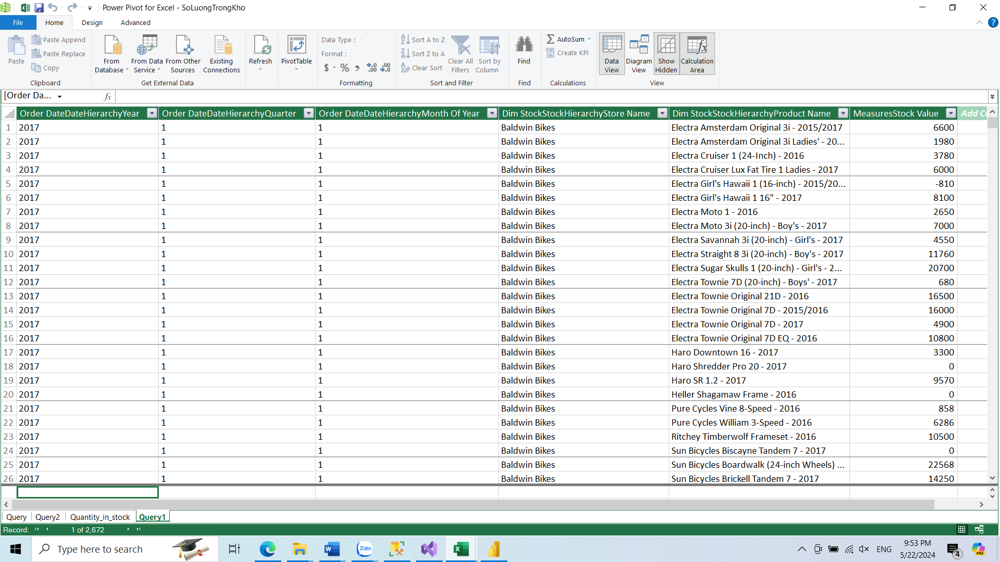 Power Pivot for Excel - SoLuongTrongKho
File Home Design Advanced
Paste
Paste Append
Paste Replace
Copy
Clipboard
From Database
From Data Service
From Other Sources
Existing Connections
Get External Data
Refresh
PivotTable
Data Type :
Format :
$ % ,
Formatting
Sort A to Z
Sort Z to A
Clear Sort
Clear All Filters
Sort by Column
Sort and Filter
Find
Find
AutoSum
Create KPI
Calculations
Data View
Diagram View
Show Hidden
Calculation Area
View
[Order Da... fx
Order DateDateHierarchyYear Order DateDateHierarchyQuarter Order DateDateHierarchyMonth Of Year Dim StockStockHierarchyStore Name Dim StockStockHierarchyProduct Name MeasuresStock Value Add Co
1 2017 1 1 Baldwin Bikes Electra Amsterdam Original 3i - 2015/2017 6600
2 2017 1 1 Baldwin Bikes Electra Amsterdam Original 3i Ladies' - 20... 1980
3 2017 1 1 Baldwin Bikes Electra Cruiser 1 (24-Inch) - 2016 3780
4 2017 1 1 Baldwin Bikes Electra Cruiser Lux Fat Tire 1 Ladies - 2017 6000
5 2017 1 1 Baldwin Bikes Electra Girl's Hawaii 1 (16-inch) - 2015/20... -810
6 2017 1 1 Baldwin Bikes Electra Girl's Hawaii 1 16" - 2017 8100
7 2017 1 1 Baldwin Bikes Electra Moto 1 - 2016 2650
8 2017 1 1 Baldwin Bikes Electra Moto 3i (20-inch) - Boy's - 2017 7000
9 2017 1 1 Baldwin Bikes Electra Savannah 3i (20-inch) - Girl's - 2017 4550
10 2017 1 1 Baldwin Bikes Electra Straight 8 3i (20-inch) - Boy's - 2017 11760
11 2017 1 1 Baldwin Bikes Electra Sugar Skulls 1 (20-inch) - Girl's - 2... 20700
12 2017 1 1 Baldwin Bikes Electra Townie 7D (20-inch) - Boys' - 2017 680
13 2017 1 1 Baldwin Bikes Electra Townie Original 21D - 2016 16500
14 2017 1 1 Baldwin Bikes Electra Townie Original 7D - 2015/2016 16000
15 2017 1 1 Baldwin Bikes Electra Townie Original 7D - 2017 4900
16 2017 1 1 Baldwin Bikes Electra Townie Original 7D EQ - 2016 10800
17 2017 1 1 Baldwin Bikes Haro Downtown 16 - 2017 3300
18 2017 1 1 Baldwin Bikes Haro Shredder Pro 20 - 2017 0
19 2017 1 1 Baldwin Bikes Haro SR 1.2 - 2017 9570
20 2017 1 1 Baldwin Bikes Heller Shagamaw Frame - 2016 0
21 2017 1 1 Baldwin Bikes Pure Cycles Vine 8-Speed - 2016 858
22 2017 1 1 Baldwin Bikes Pure Cycles William 3-Speed - 2016 6286
23 2017 1 1 Baldwin Bikes Ritchey Timberwolf Frameset - 2016 10500
24 2017 1 1 Baldwin Bikes Sun Bicycles Biscayne Tandem 7 - 2017 0
25 2017 1 1 Baldwin Bikes Sun Bicycles Boardwalk (24-inch Wheels) ... 22568
26 2017 1 1 Baldwin Bikes Sun Bicycles Brickell Tandem 7 - 2017 14250
Query Query2 Quantity_in_stock Query1
Record: 1 of 2,672
Type here to search
Zalo
ENG
9:53 PM
5/22/2024
4
PRE